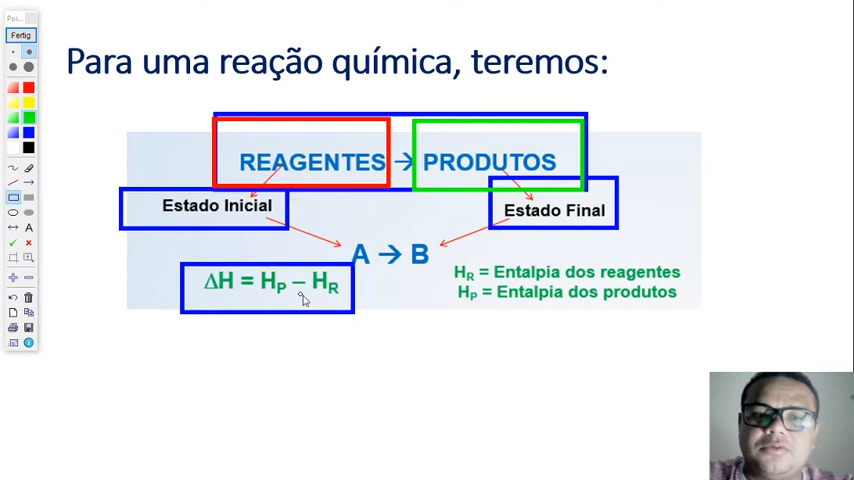 Poi...
Fertig
Para uma reação química, teremos:
REAGENTES → PRODUTOS
Estado Inicial
Estado Final
A → B
ΔH = HP – HR
HR = Entalpia dos reagentes
HP = Entalpia dos produtos
A